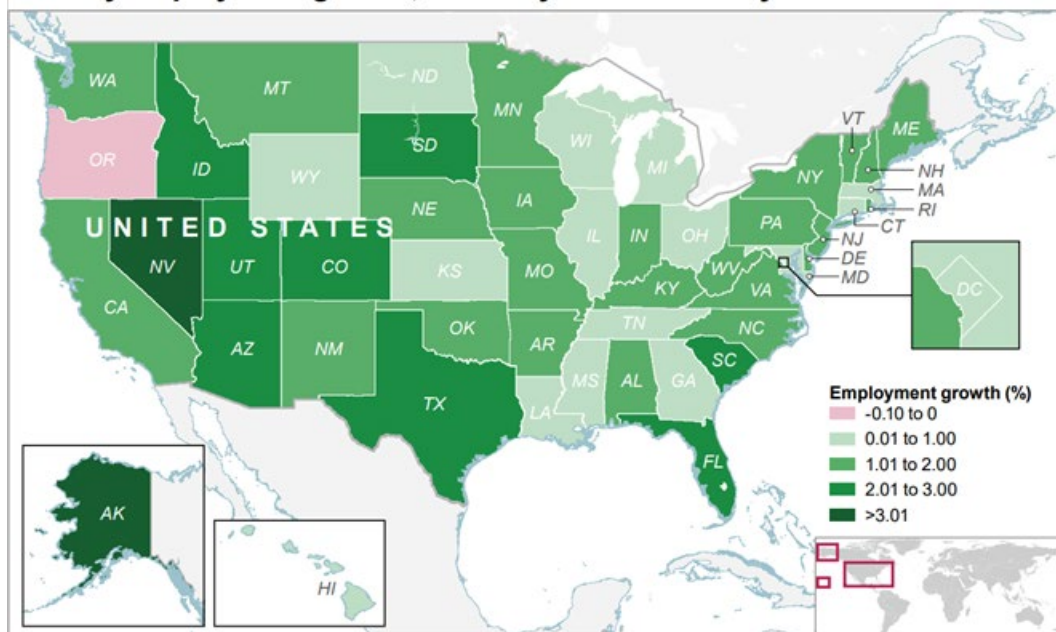 WA
MT
ND
MN
VT
ME
OR
ID
SD
WI
MI
NY
NH
WY
MA
RI
IA
NE
PA
CT
UNITED STATES
IL
IN
OH
NJ
NV
UT
CO
KS
MO
WV
DE
MD
KY
VA
CA
DC
TN
NC
AZ
NM
OK
AR
SC
MS
AL
GA
TX
LA
FL
Employment growth (%)
-0.10 to 0
0.01 to 1.00
1.01 to 2.00
2.01 to 3.00
>3.01
AK
HI